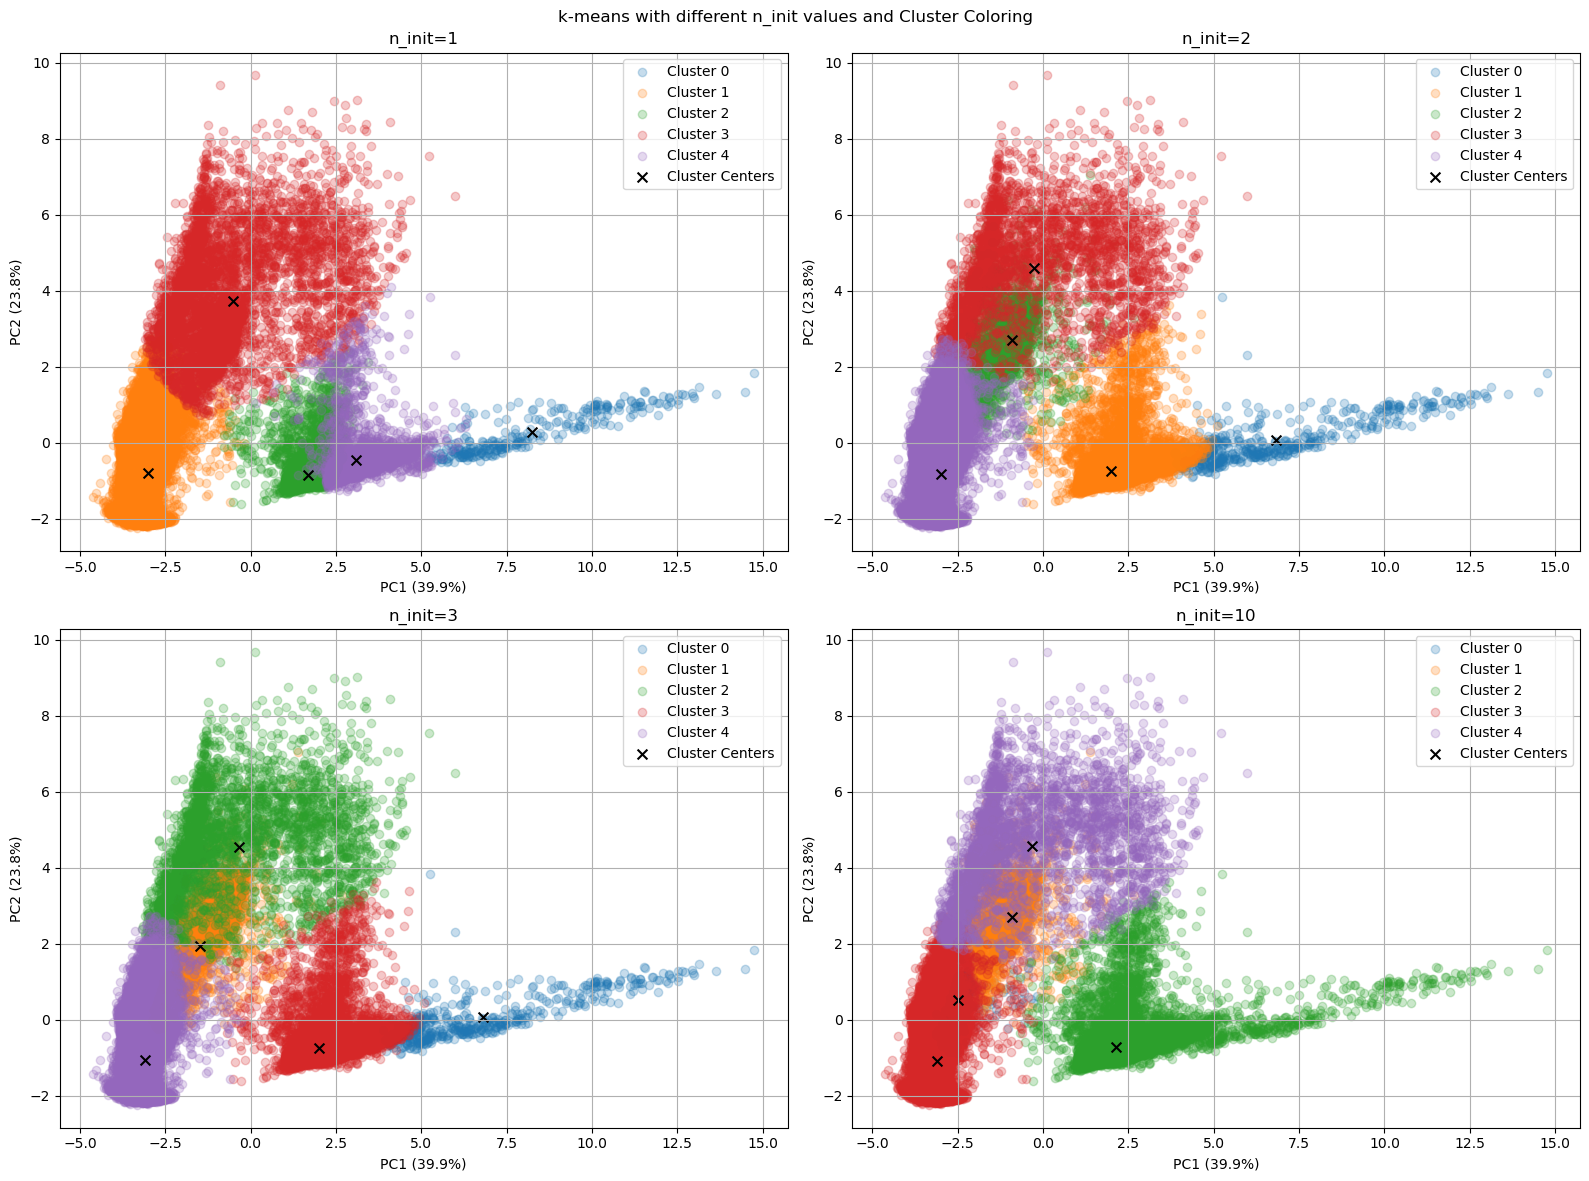 k-means with different n_init values and Cluster Coloring
n_init=1
10
8
6
4
2
0
−2
PC2 (23.8%)
Cluster 0
Cluster 1
Cluster 2
Cluster 3
Cluster 4
Cluster Centers
−5.0 −2.5 0.0 2.5 5.0 7.5 10.0 12.5 15.0
PC1 (39.9%)
n_init=2
10
8
6
4
2
0
−2
PC2 (23.8%)
Cluster 0
Cluster 1
Cluster 2
Cluster 3
Cluster 4
Cluster Centers
−5.0 −2.5 0.0 2.5 5.0 7.5 10.0 12.5 15.0
PC1 (39.9%)
n_init=3
10
8
6
4
2
0
−2
PC2 (23.8%)
Cluster 0
Cluster 1
Cluster 2
Cluster 3
Cluster 4
Cluster Centers
−5.0 −2.5 0.0 2.5 5.0 7.5 10.0 12.5 15.0
PC1 (39.9%)
n_init=10
10
8
6
4
2
0
−2
PC2 (23.8%)
Cluster 0
Cluster 1
Cluster 2
Cluster 3
Cluster 4
Cluster Centers
−5.0 −2.5 0.0 2.5 5.0 7.5 10.0 12.5 15.0
PC1 (39.9%)